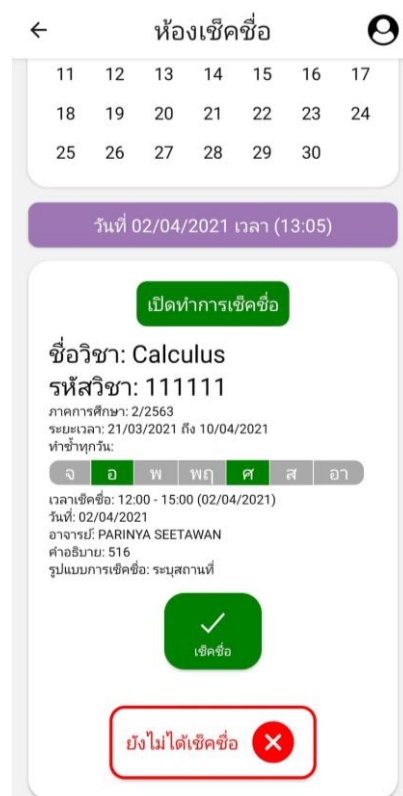 ห้องเช็คชื่อ
11 12 13 14 15 16 17
18 19 20 21 22 23 24
25 26 27 28 29 30
วันที่ 02/04/2021 เวลา (13:05)
เปิดทำการเช็คชื่อ
ชื่อวิชา: Calculus
รหัสวิชา: 111111
ภาคการศึกษา: 2/2563
ระยะเวลา: 21/03/2021 ถึง 10/04/2021
ทำซ้ำทุกวัน:
จ อ พ พฤ ศ ส อา
เวลาเช็คชื่อ: 12:00 - 15:00 (02/04/2021)
วันที่: 02/04/2021
อาจารย์: PARINYA SEETAWAN
คำอธิบาย: 516
รูปแบบการเช็คชื่อ: ระบุสถานที่
เช็คชื่อ
ยังไม่ได้เช็คชื่อ